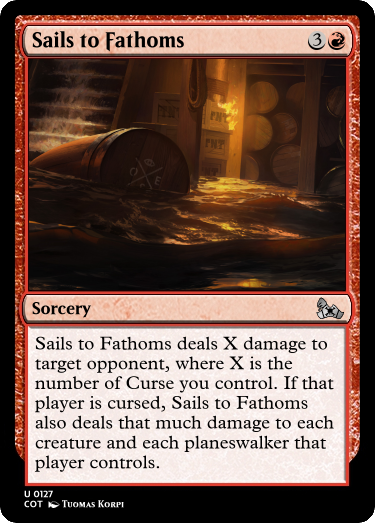 Sails to Fathoms 3
Sorcery
Sails to Fathoms deals X damage to
target opponent, where X is the
number of Curse you control. If that
player is cursed, Sails to Fathoms
also deals that much damage to each
creature and each planeswalker that
player controls.
U 0127
COT Tuomas Korpi